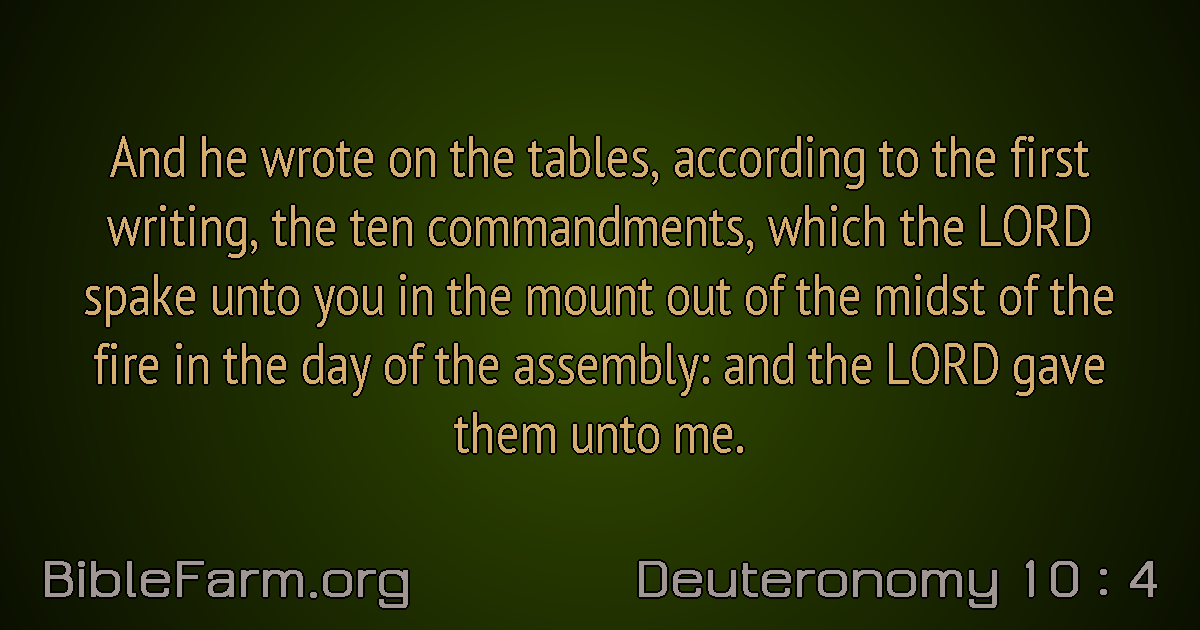 And he wrote on the tables, according to the first
writing, the ten commandments, which the LORD
spake unto you in the mount out of the midst of the
fire in the day of the assembly: and the LORD gave
them unto me.
BibleFarm.org
Deuteronomy 10 : 4